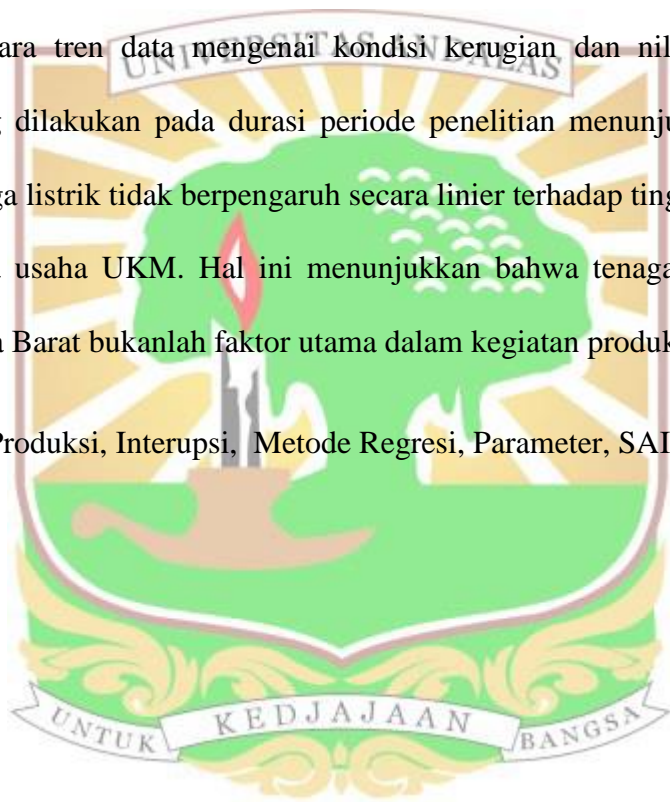 ara tren data mengenai kondisi kerugian dan nil
UNIVERSITAS ANDALAS
dilakukan pada durasi periode penelitian menunju
ga listrik tidak berpengaruh secara linier terhadap ting
usaha UKM. Hal ini menunjukkan bahwa tenaga
a Barat bukanlah faktor utama dalam kegiatan produk
Produksi, Interupsi, Metode Regresi, Parameter, SAI
UNTUK KEDJAJAAN BANGSA